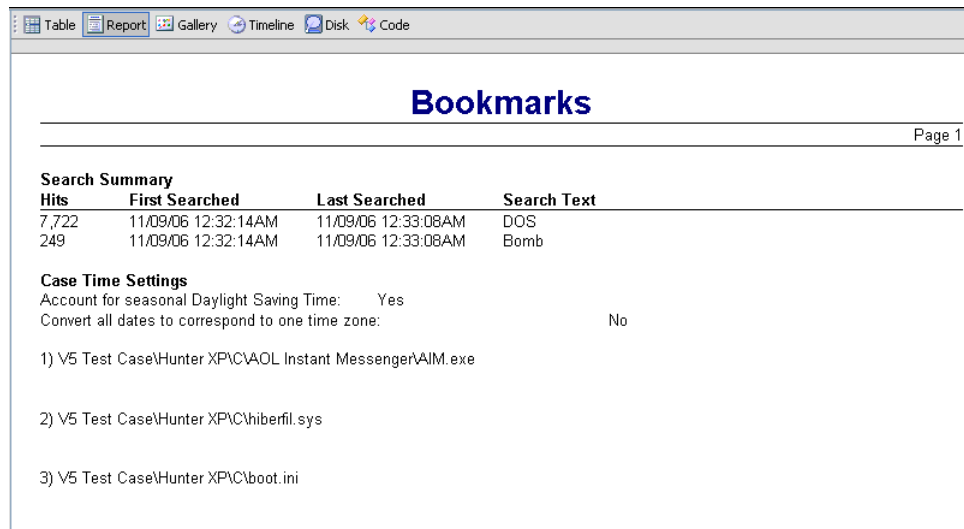 Table Report Gallery Timeline Disk Code
Bookmarks
Page 1
Search Summary
Hits First Searched Last Searched Search Text
7,722 11/09/06 12:32:14AM 11/09/06 12:33:08AM DOS
249 11/09/06 12:32:14AM 11/09/06 12:33:08AM Bomb
Case Time Settings
Account for seasonal Daylight Saving Time: Yes
Convert all dates to correspond to one time zone: No
1) V5 Test Case\Hunter XP\C\AOL Instant Messenger\AIM.exe
2) V5 Test Case\Hunter XP\C\hiberfil.sys
3) V5 Test Case\Hunter XP\C\boot.ini